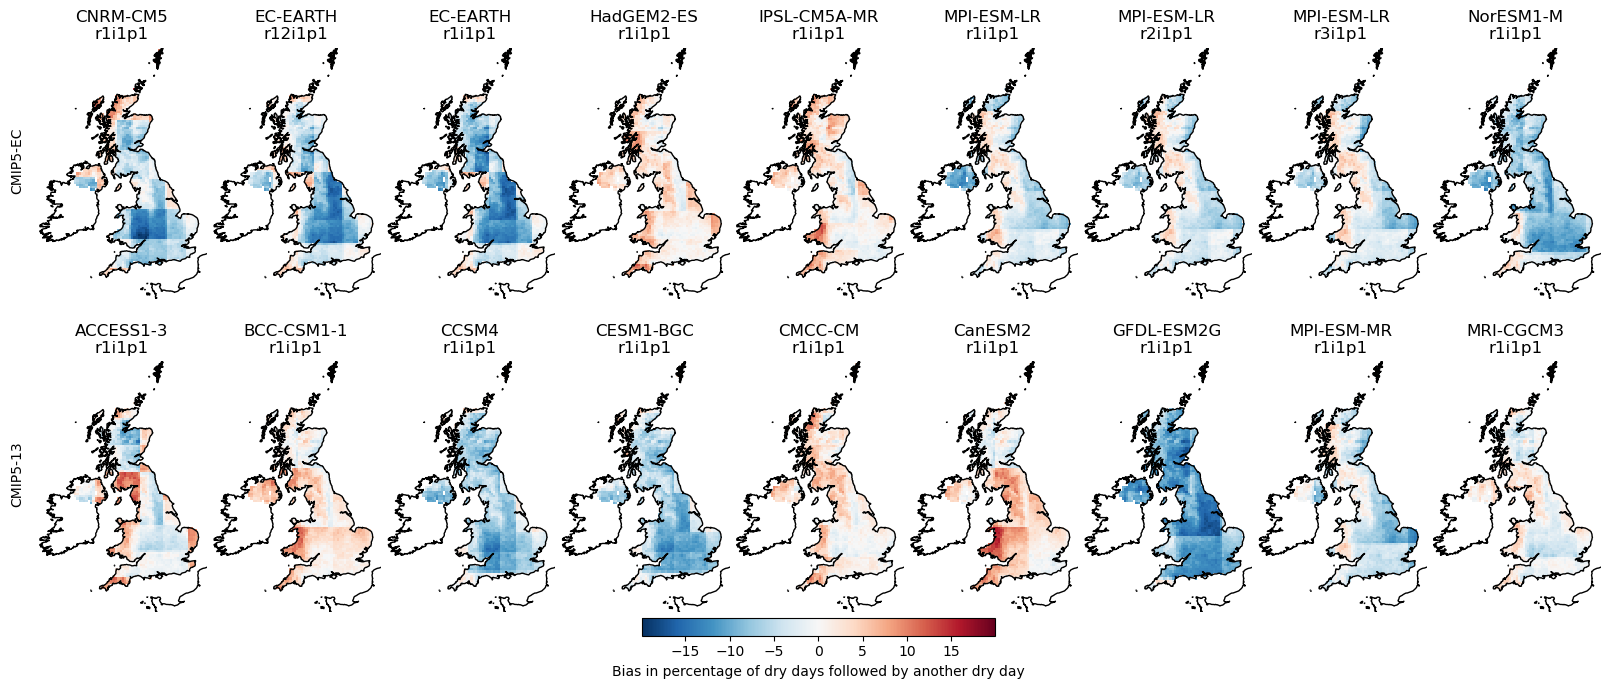 CNRM-CM5 EC-EARTH EC-EARTH HadGEM2-ES IPSL-CM5A-MR MPI-ESM-LR MPI-ESM-LR MPI-ESM-LR NorESM1-M
r1i1p1 r12i1p1 r1i1p1 r1i1p1 r1i1p1 r1i1p1 r2i1p1 r3i1p1 r1i1p1
CMIP5-EC
ACCESS1-3 BCC-CSM1-1 CCSM4 CESM1-BGC CMCC-CM CanESM2 GFDL-ESM2G MPI-ESM-MR MRI-CGCM3
r1i1p1 r1i1p1 r1i1p1 r1i1p1 r1i1p1 r1i1p1 r1i1p1 r1i1p1 r1i1p1
CMIP5-13
−15 −10 −5 0 5 10 15
Bias in percentage of dry days followed by another dry day